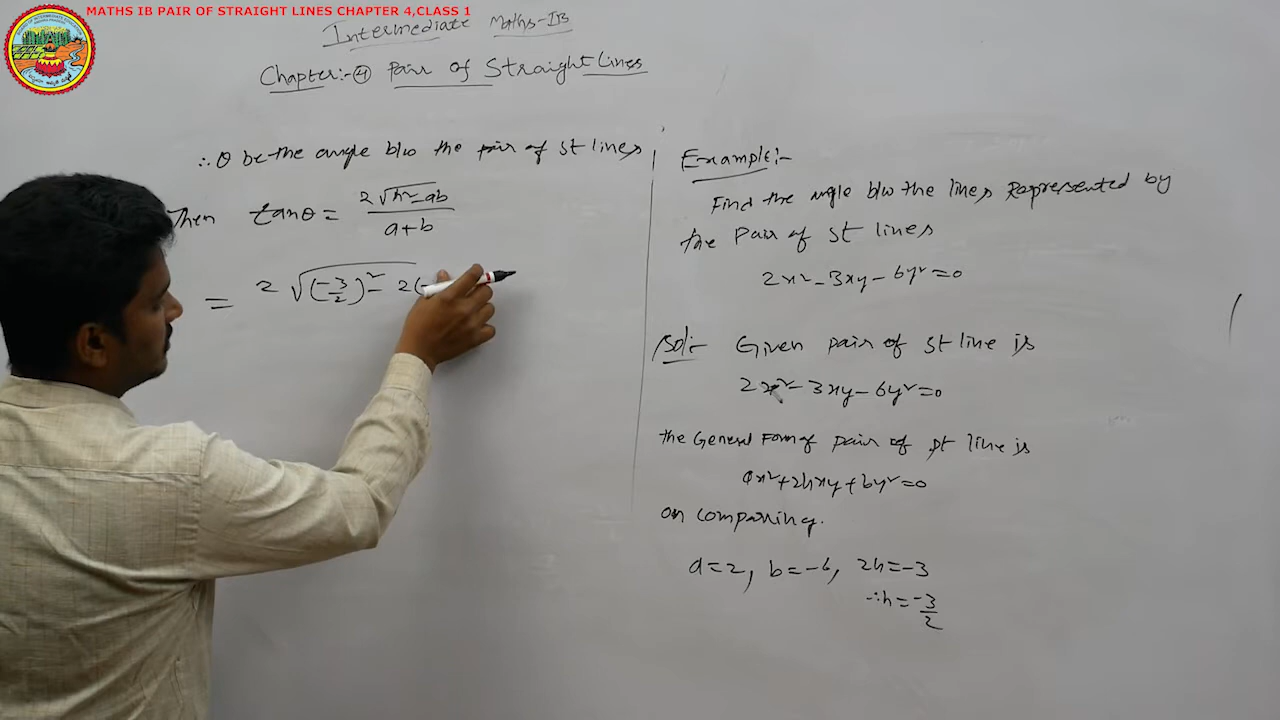 MATHS IB PAIR OF STRAIGHT LINES CHAPTER 4,CLASS 1
Intermediate Maths-IB
Chapter:-④ Pair of Straight Lines
∴ θ be the angle b/w the pair of st lines
Then tanθ = 2√(h²-ab) / a+b
= 2 √(-3/2)² - 2(-
Example:-
Find the angle b/w the lines Represented by
the Pair of st lines
2x²-3xy-6y²=0
Sol:- Given pair of st line is
2x²-3xy-6y²=0
the General Form of pair of st line is
ax²+2hxy+by²=0
on Comparing.
a=2, b=-6, 2h=-3
∴h=-3/2